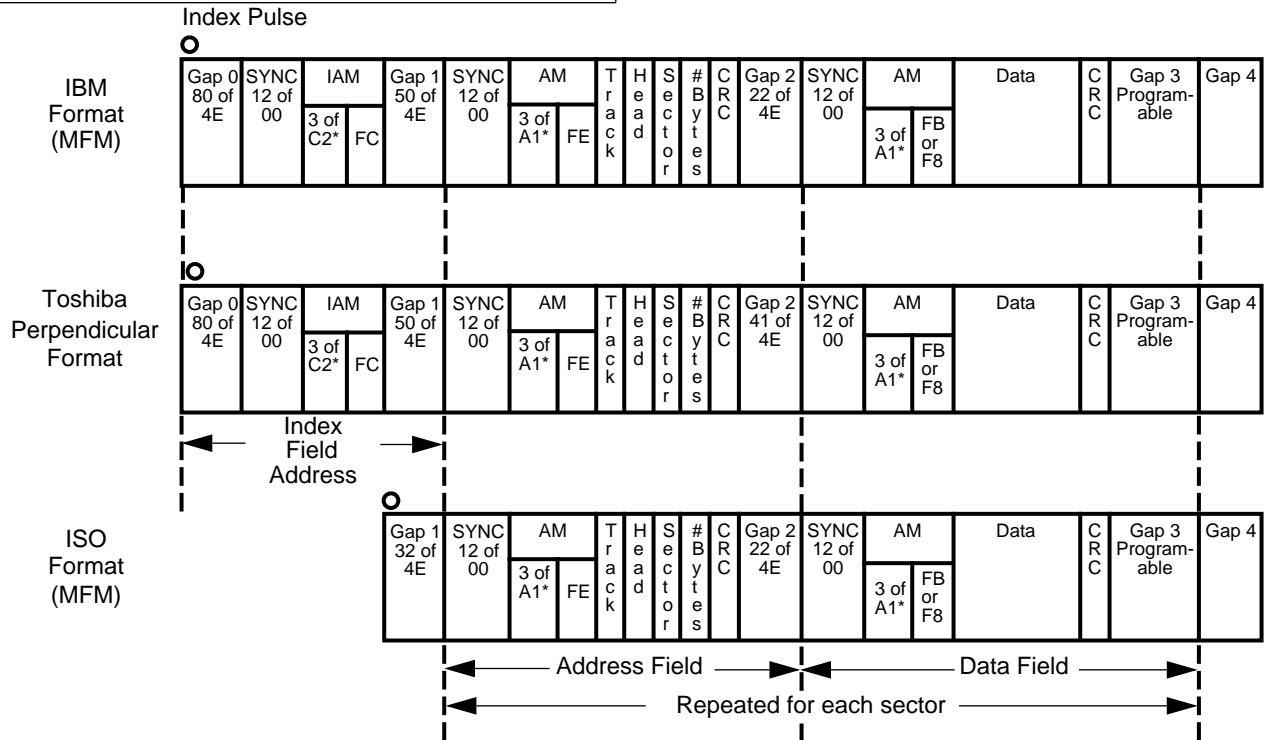 Index Pulse
IBM
Format
(MFM)
Gap 0
80 of
4E
SYNC
12 of
00
IAM
3 of
C2*
FC
Gap 1
50 of
4E
SYNC
12 of
00
AM
3 of
A1*
FE
Track
Head
Sector
#Bytes
CRC
Gap 2
22 of
4E
SYNC
12 of
00
AM
3 of
A1*
FB
or
F8
Data
CRC
Gap 3
Program-
able
Gap 4
Toshiba
Perpendicular
Format
Gap 0
80 of
4E
SYNC
12 of
00
IAM
3 of
C2*
FC
Gap 1
50 of
4E
SYNC
12 of
00
AM
3 of
A1*
FE
Track
Head
Sector
#Bytes
CRC
Gap 2
41 of
4E
SYNC
12 of
00
AM
3 of
A1*
FB
or
F8
Data
CRC
Gap 3
Program-
able
Gap 4
Index
Field
Address
ISO
Format
(MFM)
Gap 1
32 of
4E
SYNC
12 of
00
AM
3 of
A1*
FE
Track
Head
Sector
#Bytes
CRC
Gap 2
22 of
4E
SYNC
12 of
00
AM
3 of
A1*
FB
or
F8
Data
CRC
Gap 3
Program-
able
Gap 4
Address Field
Data Field
Repeated for each sector